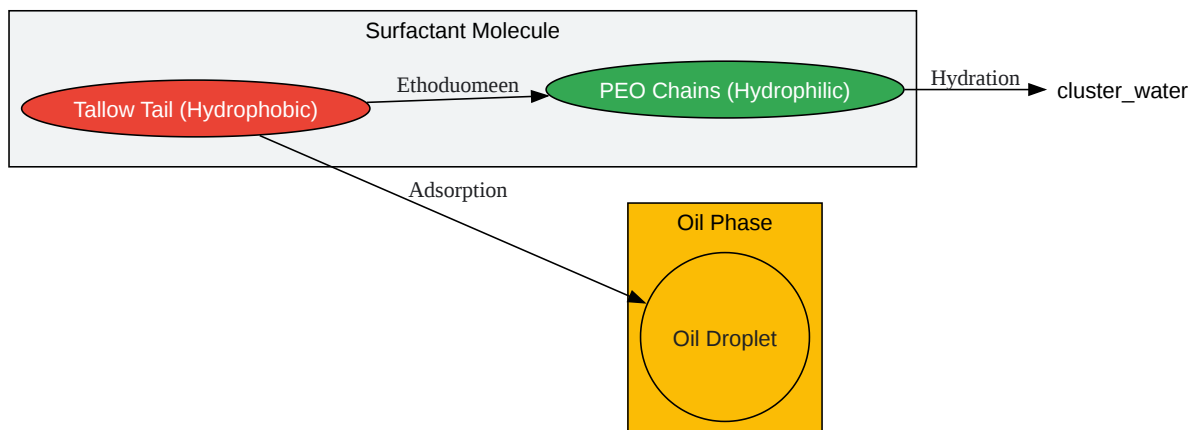 Surfactant Molecule
Tallow Tail (Hydrophobic)
Ethoduomeen
PEO Chains (Hydrophilic)
Hydration
cluster_water
Adsorption
Oil Phase
Oil Droplet